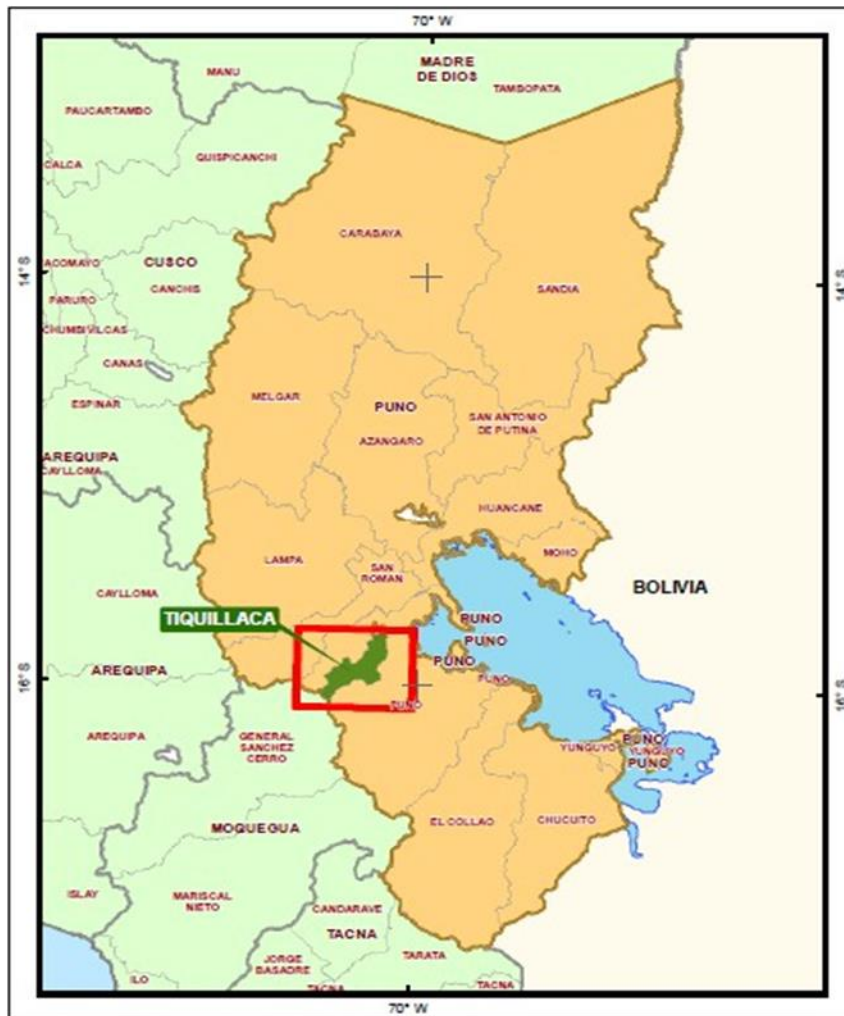 70° W
MANU
MADRE
DE DIOS
TAMBOPATA
PAUCARTAMBO
CALCA
QUISPICANCHI
CARABAYA
ACOMAYO
CUSCO
14° S
14° S
CANCHIS
SANDIA
PARURO
CHUMBIVILCAS
CANAS
MELGAR
ESPINAR
PUNO
SAN ANTONIO
DE PUTINA
AZANGARO
AREQUIPA
CAYLLOMA
HUANCANE
MOHO
LAMPA
SAN
ROMAN
BOLIVIA
CAYLLOMA
TIQUILLACA
PUNO
PUNO
PUNO
AREQUIPA
PUNO
16° S
16° S
PUNO
AREQUIPA
GENERAL
SANCHEZ
CERRO
PUNO
YUNGUYO
YUNGUYO
PUNO
MOQUEGUA
EL COLLAO
CHUCUITO
ISLAY
MARISCAL
NIETO
CANDARAVE
TACNA
TARATA
JORGE
BASADRE
ILO
TACNA
TACNA
70° W